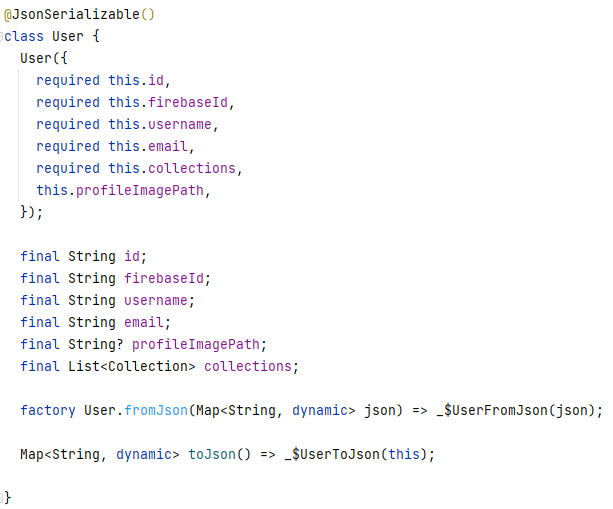 @JsonSerializable()
class User {
  User({
    required this.id,
    required this.firebaseId,
    required this.username,
    required this.email,
    required this.collections,
    this.profileImagePath,
  });

  final String id;
  final String firebaseId;
  final String username;
  final String email;
  final String? profileImagePath;
  final List<Collection> collections;

  factory User.fromJson(Map<String, dynamic> json) => _$UserFromJson(json);

  Map<String, dynamic> toJson() => _$UserToJson(this);

}